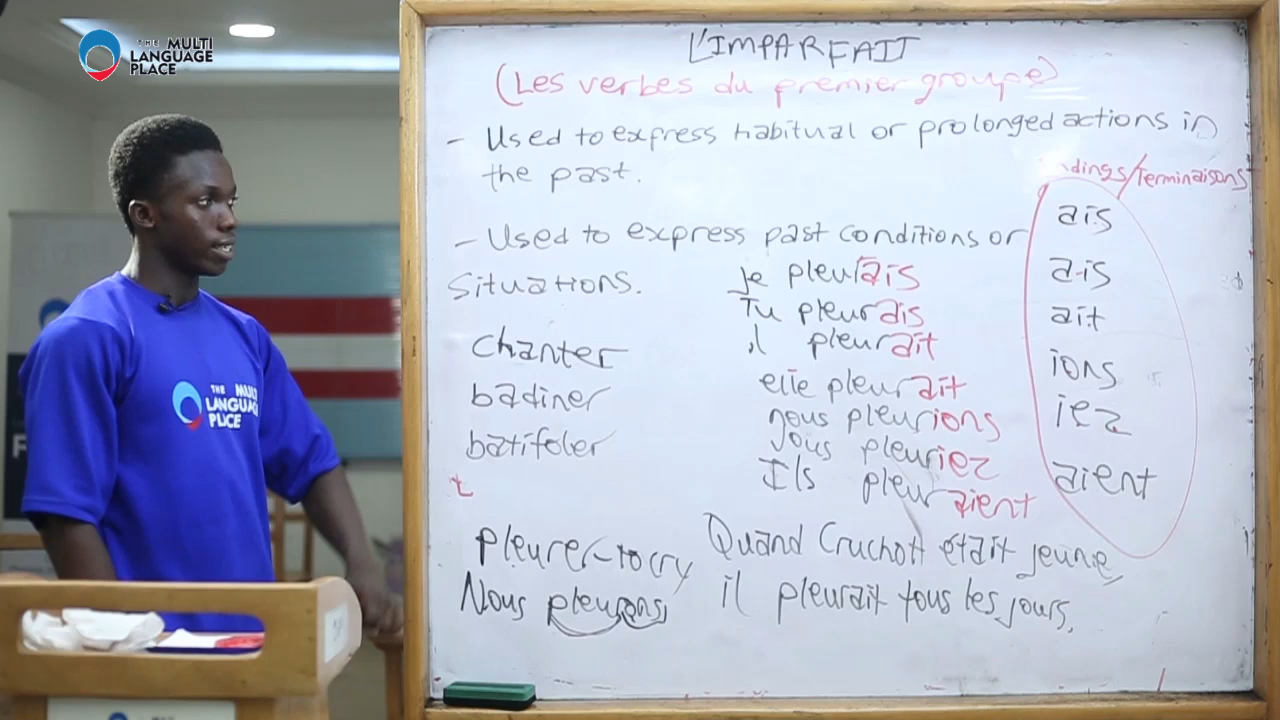 THE MULTI
LANGUAGE
PLACE
THE MULTI
LANGUAGE
PLACE
L'IMPARFAIT
(Les verbes du premier groupe)
- Used to express habitual or prolonged actions in
the past.
dings/Terminaisons
- Used to express past conditions or
situations.
ais
ais
ait
ions
iez
aient
je pleurais
Tu pleurais
il pleurait
elle pleurait
nous pleurions
vous pleuriez
Ils pleuraient
chanter
badiner
batifoler
t
Pleurer - to cry
Nous pleurons
Quand Cruchott était jeune,
il pleurait tous les jours.